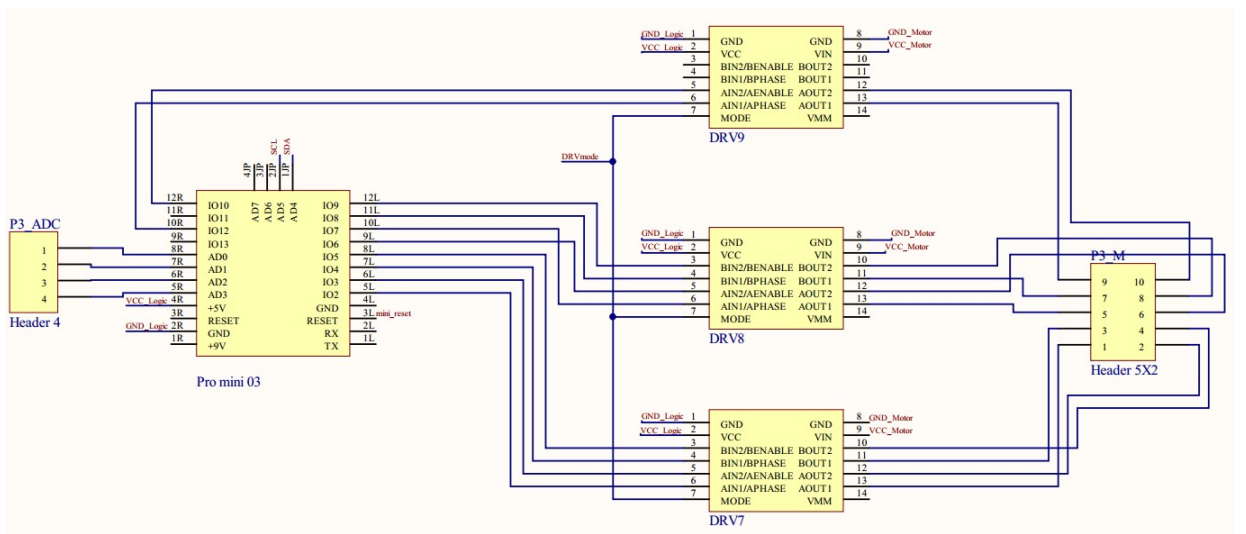 GND_Logic 1 GND GND 8 GND_Motor
VCC_Logic 2 VCC VIN 9 VCC_Motor
3 BIN2/BENABLE BOUT2 10
4 BIN1/BPHASE BOUT1 11
5 AIN2/AENABLE AOUT2 12
6 AIN1/APHASE AOUT1 13
7 MODE VMM 14
DRV9
DRVmode
SCL
SDA
4JP
3JP
2JP
1JP
AD7
AD6
AD5
AD4
12R IO10 IO9 12L
11R IO11 IO8 11L
10R IO12 IO7 10L
9R IO13 IO6 9L
8R AD0 IO5 8L
7R AD1 IO4 7L
6R AD2 IO3 6L
5R AD3 IO2 5L
VCC_Logic 4R +5V GND 4L
3R RESET RESET 3L mini_reset
GND_Logic 2R GND RX 2L
1R +9V TX 1L
Pro mini 03
P3_ADC
1
2
3
4
Header 4
GND_Logic 1 GND GND 8 GND_Motor
VCC_Logic 2 VCC VIN 9 VCC_Motor
3 BIN2/BENABLE BOUT2 10
4 BIN1/BPHASE BOUT1 11
5 AIN2/AENABLE AOUT2 12
6 AIN1/APHASE AOUT1 13
7 MODE VMM 14
DRV8
P3_M
9 10
7 8
5 6
3 4
1 2
Header 5X2
GND_Logic 1 GND GND 8 GND_Motor
VCC_Logic 2 VCC VIN 9 VCC_Motor
3 BIN2/BENABLE BOUT2 10
4 BIN1/BPHASE BOUT1 11
5 AIN2/AENABLE AOUT2 12
6 AIN1/APHASE AOUT1 13
7 MODE VMM 14
DRV7